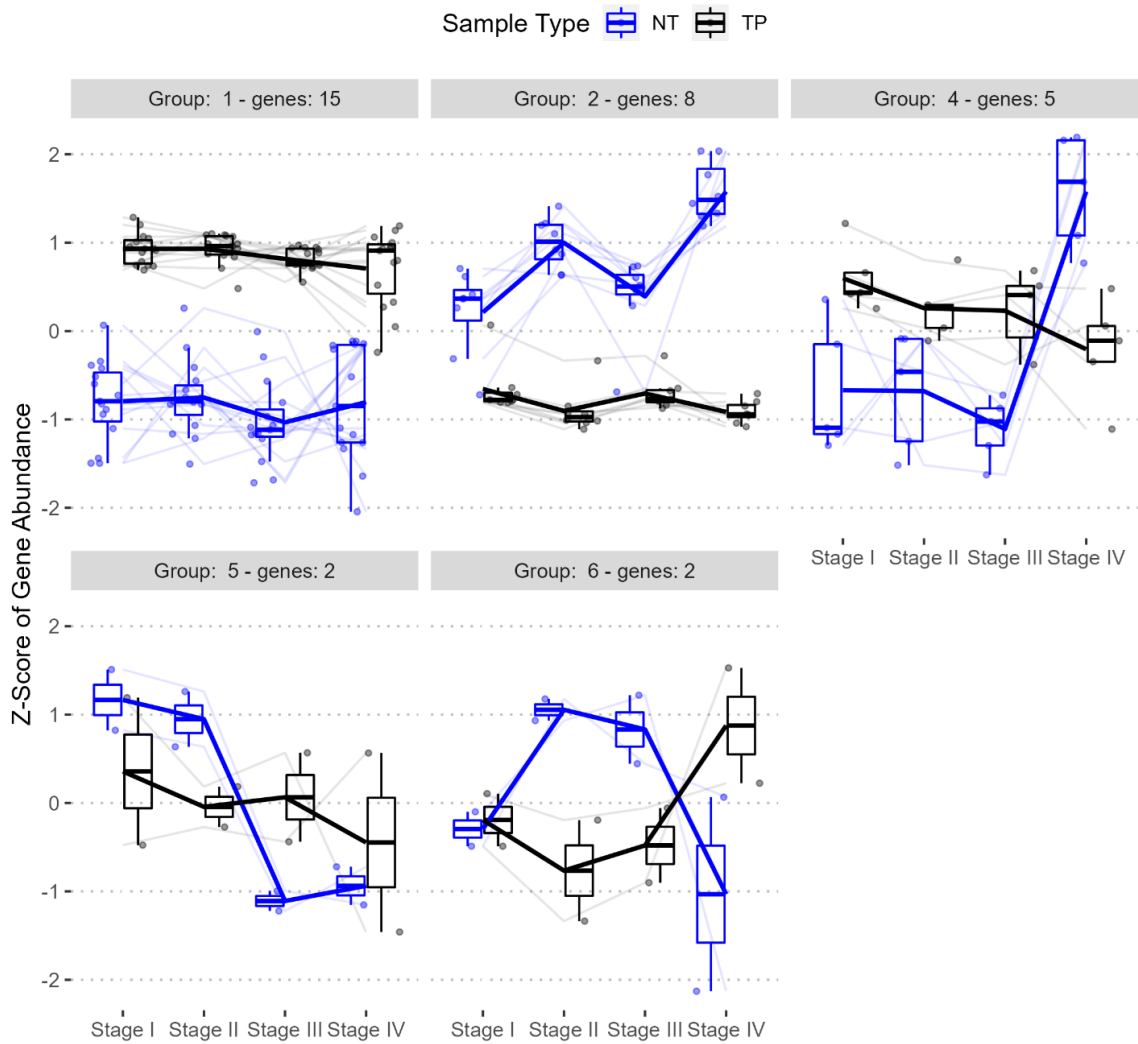 Sample Type NT TP
Group: 1 - genes: 15
Group: 2 - genes: 8
Group: 4 - genes: 5
2
1
0
-1
-2
Stage I Stage II Stage III Stage IV
Z-Score of Gene Abundance
Group: 5 - genes: 2
Group: 6 - genes: 2
2
1
0
-1
-2
Stage I Stage II Stage III Stage IV
Stage I Stage II Stage III Stage IV